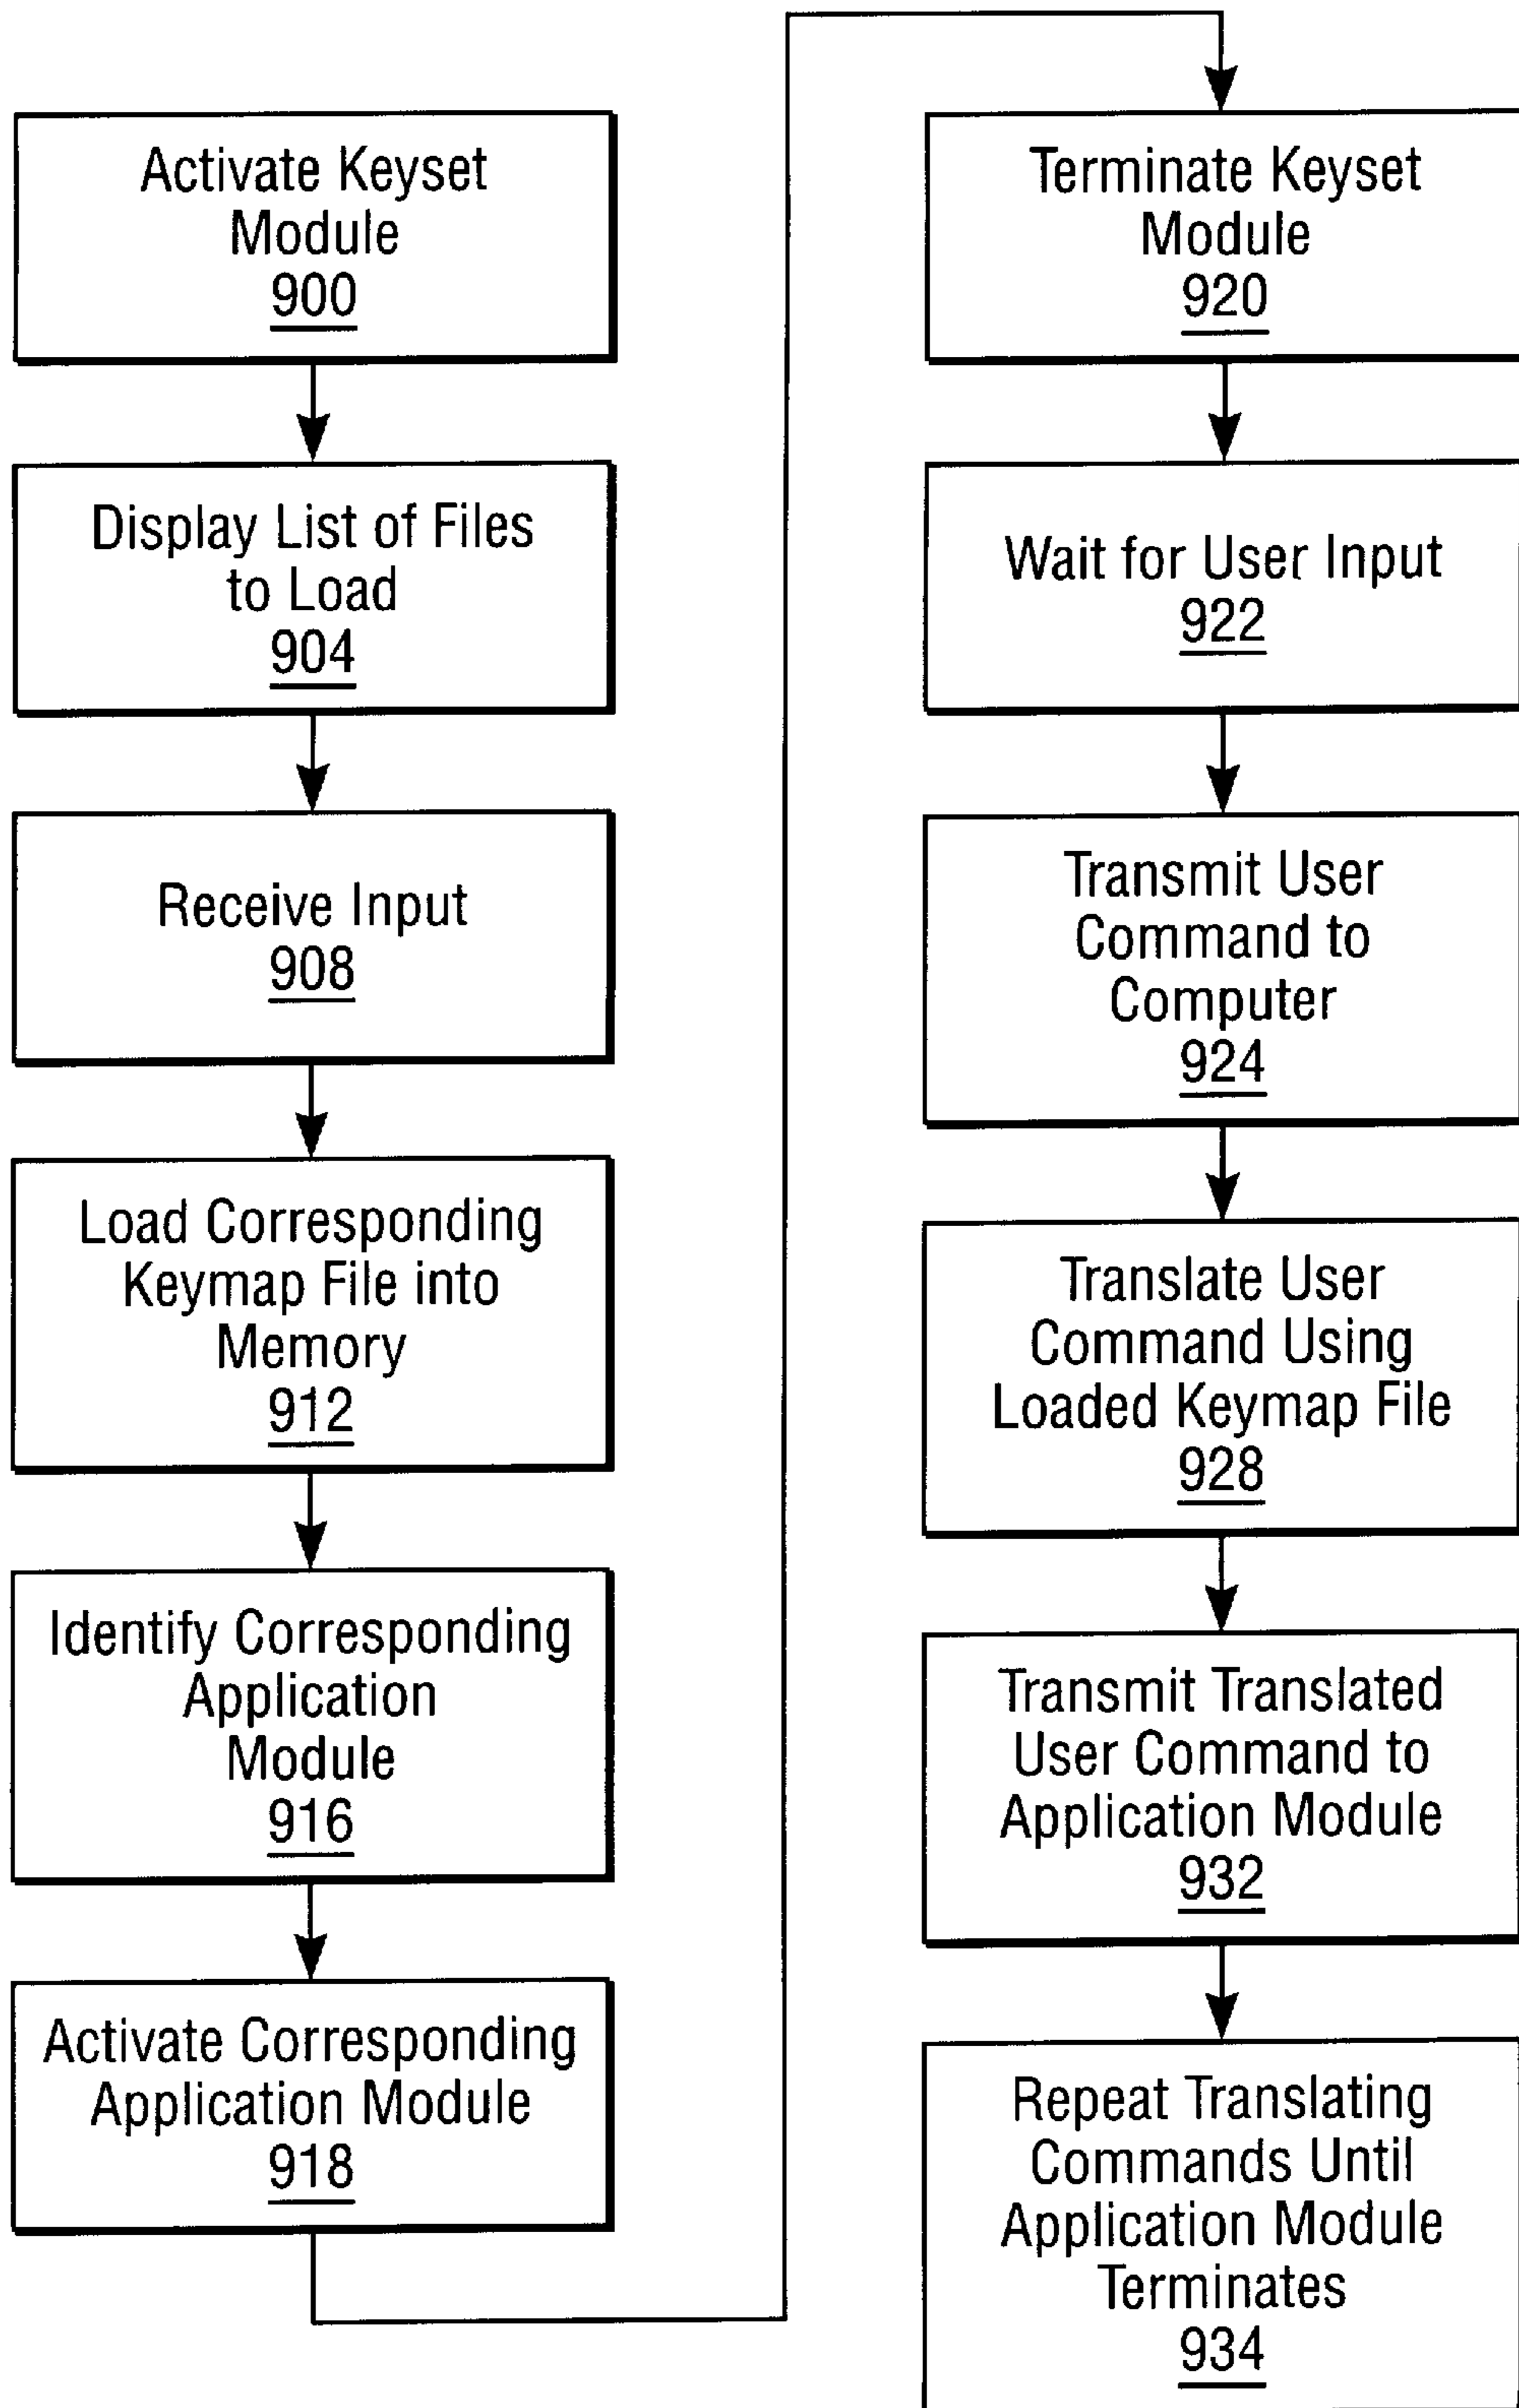 Activate Keyset
Module
900
Display List of Files
to Load
904
Receive Input
908
Load Corresponding
Keymap File into
Memory
912
Identify Corresponding
Application
Module
916
Activate Corresponding
Application Module
918
Terminate Keyset
Module
920
Wait for User Input
922
Transmit User
Command to
Computer
924
Translate User
Command Using
Loaded Keymap File
928
Transmit Translated
User Command to
Application Module
932
Repeat Translating
Commands Until
Application Module
Terminates
934